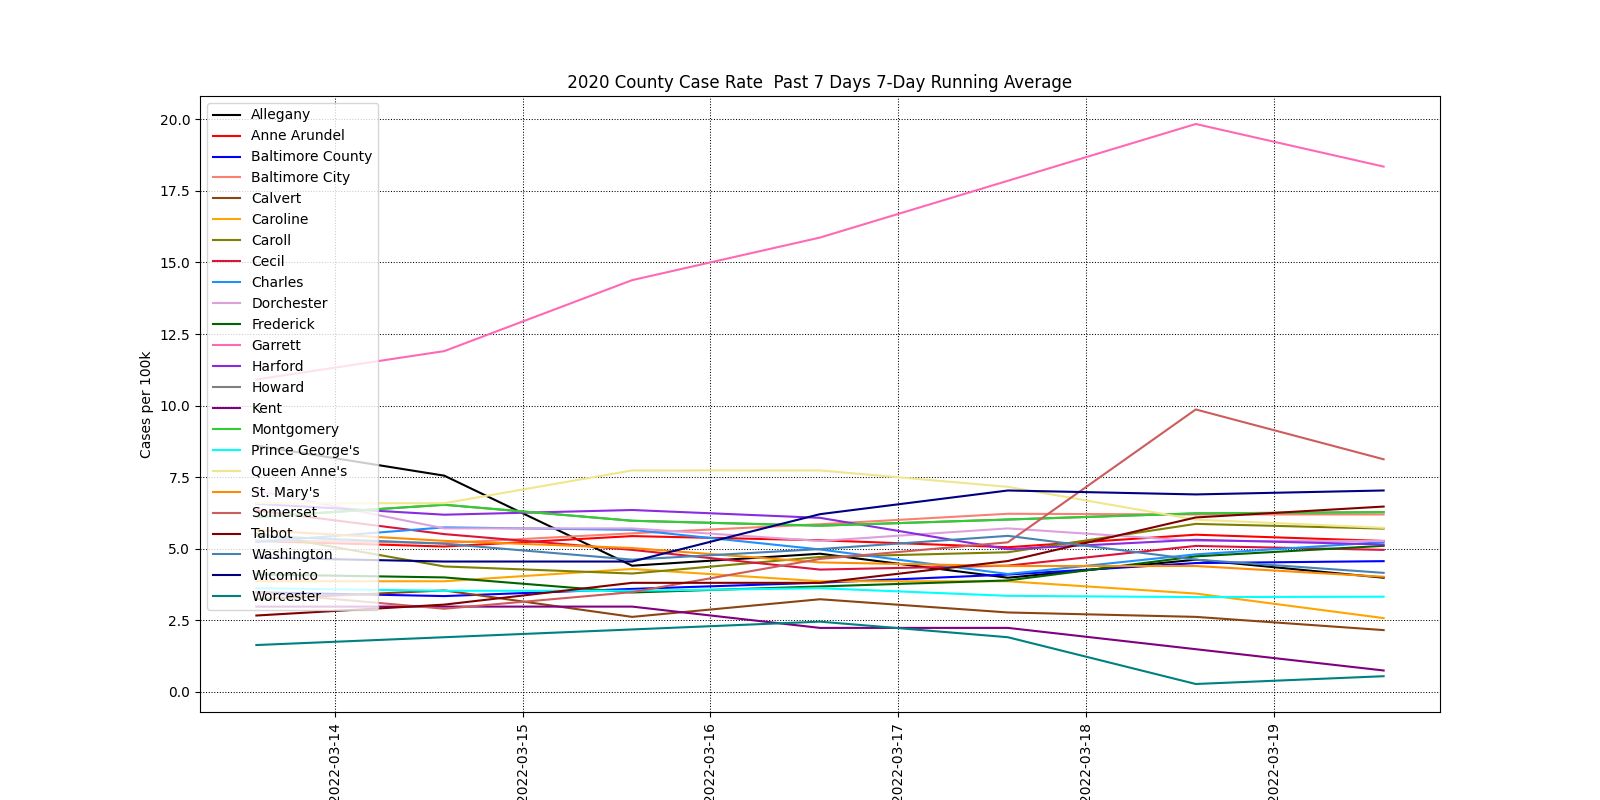 2020 County Case Rate  Past 7 Days 7-Day Running Average
Cases per 100k
20.0
17.5
15.0
12.5
10.0
7.5
5.0
2.5
0.0
Allegany
Anne Arundel
Baltimore County
Baltimore City
Calvert
Caroline
Caroll
Cecil
Charles
Dorchester
Frederick
Garrett
Harford
Howard
Kent
Montgomery
Prince George's
Queen Anne's
St. Mary's
Somerset
Talbot
Washington
Wicomico
Worcester
2022-03-14
2022-03-15
2022-03-16
2022-03-17
2022-03-18
2022-03-19